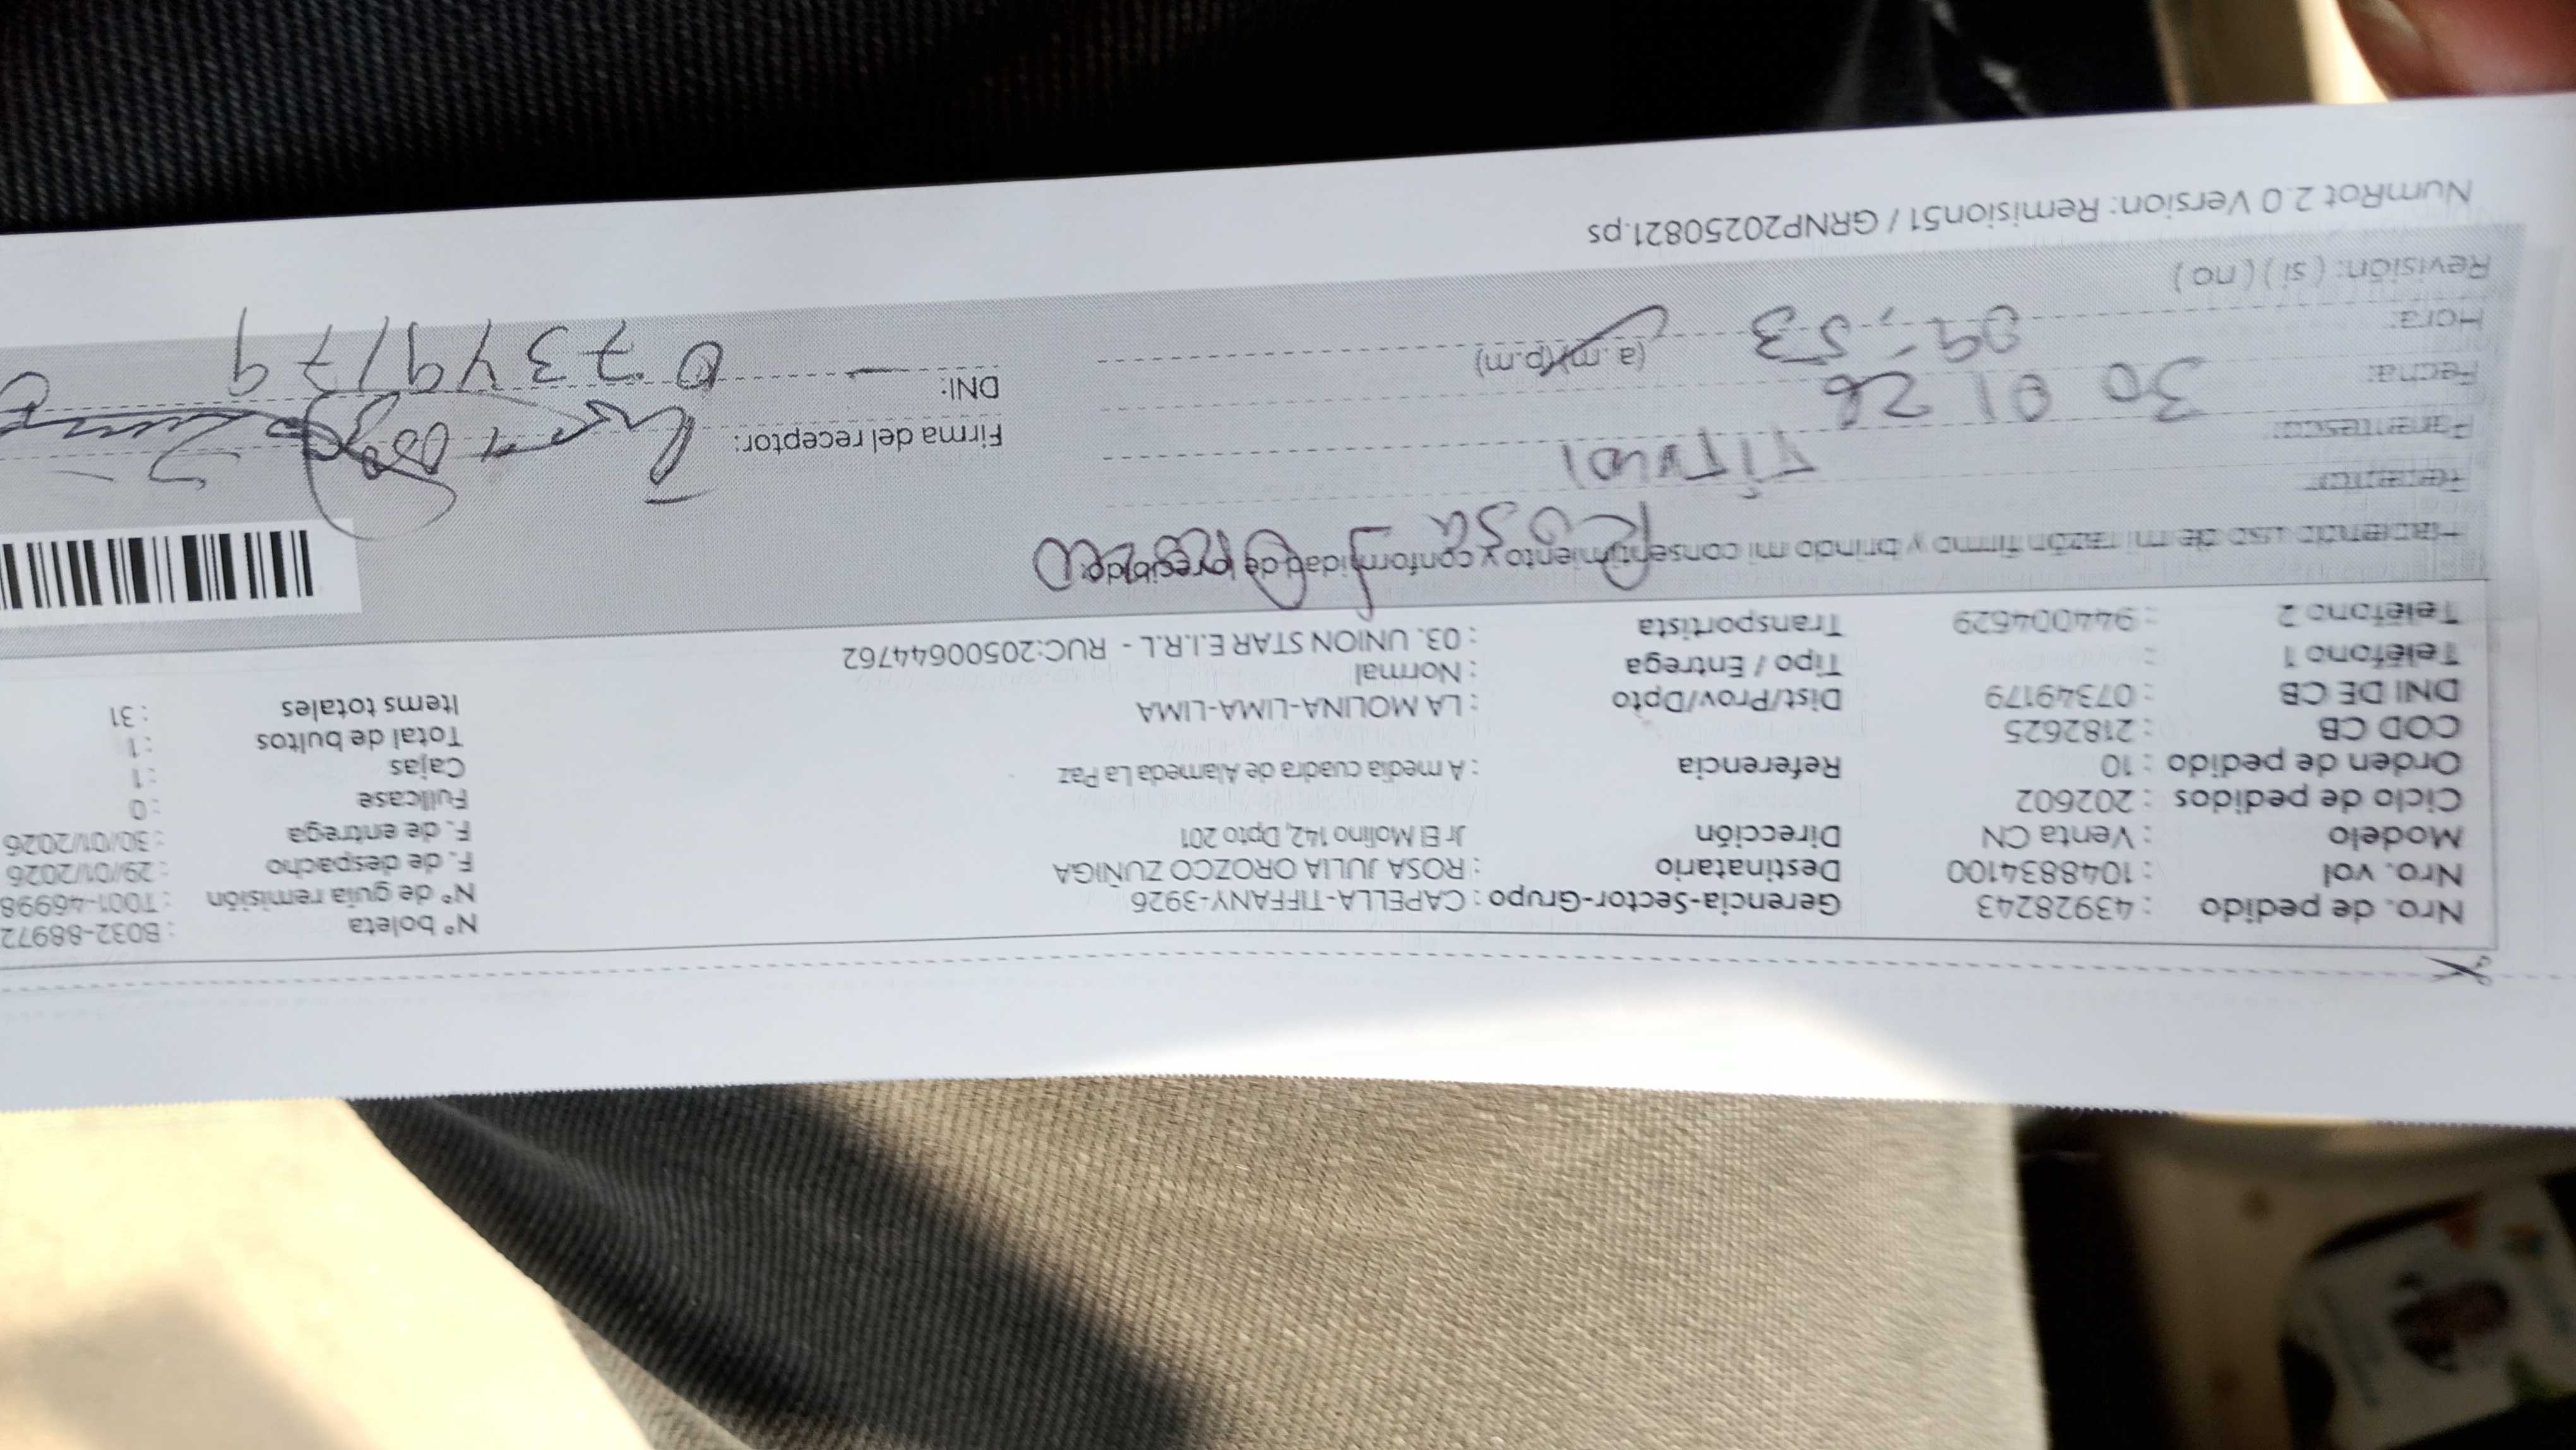 Nro. de pedido : 43928243 Gerencia-Sector-Grupo : CAPELLA-TIFFANY-3926 N° boleta : B032-88972
Nro. vol : 1048834100 Destinatario : ROSA JULIA OROZCO ZUÑIGA N° de guía remisión : T001-46998
Modelo : Venta CN Dirección Jr El Molino 142, Dpto 201 F. de despacho : 29/01/2026
Ciclo de pedidos : 202602 F. de entrega : 30/01/2026
Orden de pedido : 10 Referencia : A media cuadra de Alameda La Paz Fullcase : 0
COD CB : 2182625 Cajas : 1
DNI DE CB : 07349179 Dist/Prov/Dpto : LA MOLINA-LIMA-LIMA Total de bultos : 1
Teléfono 1 : Tipo / Entrega : Normal Items totales : 31
Teléfono 2 : 944004629 Transportista : 03. UNION STAR E.I.R.L - RUC:20500644762
Haciendo uso de mi razón firmo y brindo mi consentimiento y conformidad de lo recibido
Receptor Rosa J Orozco
Parentesco: TITULDI Firma del receptor:
Fecha: 30 01 26 DNI: 07349179
Hora: 09:53 (a.m) (p.m)
Revisión: ( si ) ( no )
NumRot 2.0 Version: Remision51 / GRNP20250821.ps